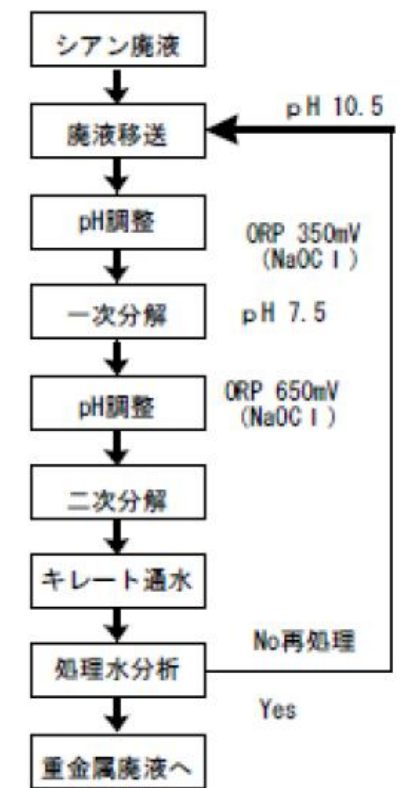 シアン廃液
pH 10.5
廃液移送
pH調整
ORP 350mV
(NaOCl)
一次分解
pH 7.5
pH調整
ORP 650mV
(NaOCl)
二次分解
キレート通水
No再処理
処理水分析
Yes
重金属廃液へ